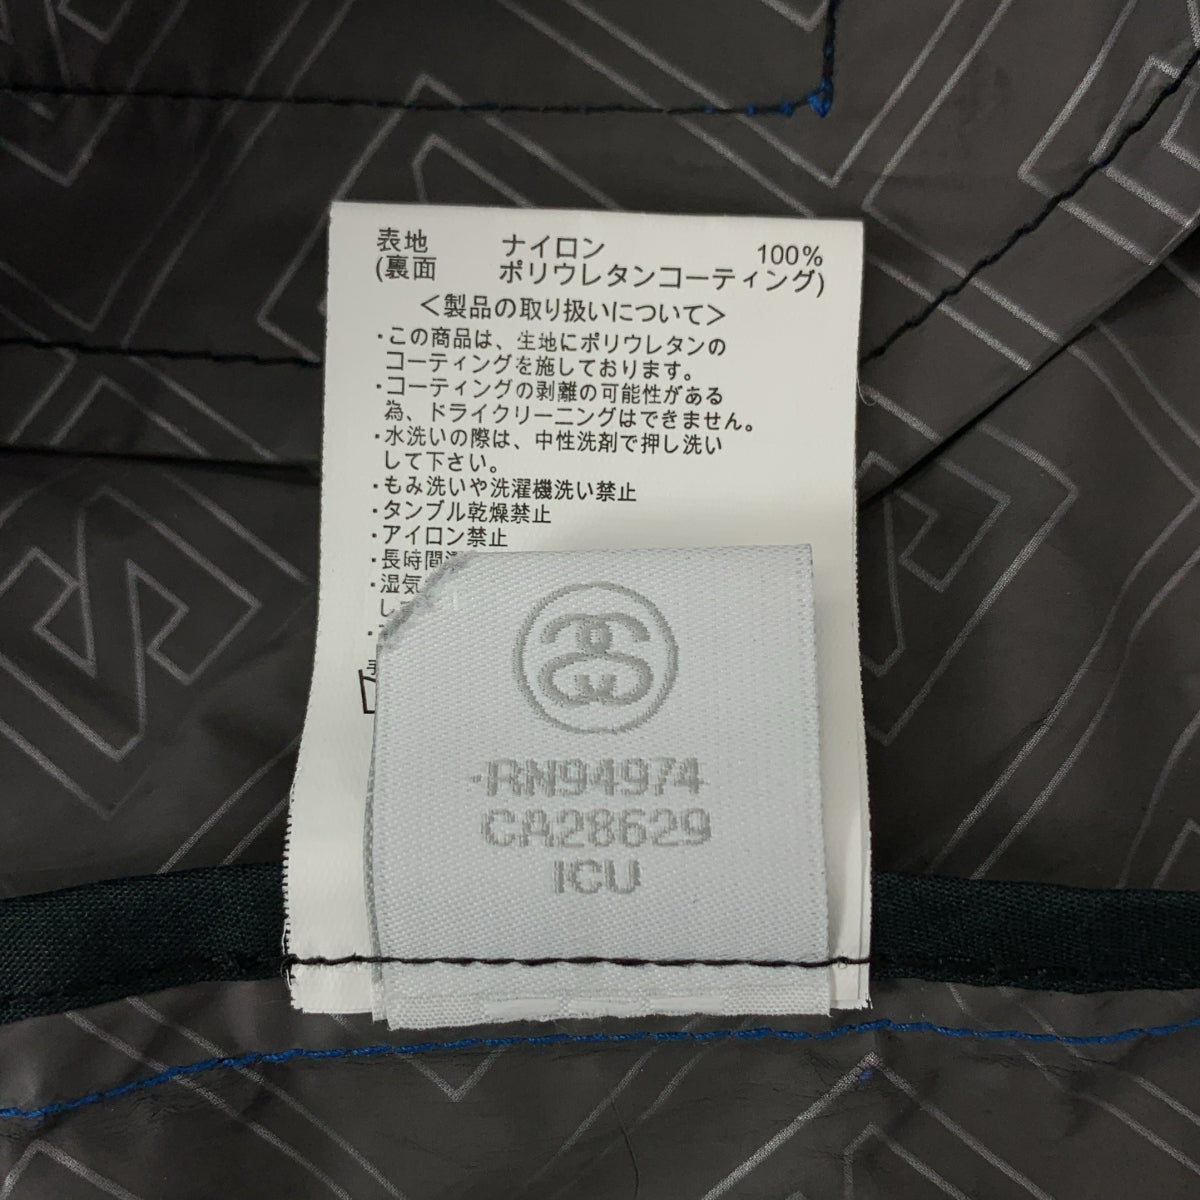 表地 ナイロン 100%
(裏面 ポリウレタンコーティング)
＜製品の取り扱いについて＞
・この商品は、生地にポリウレタンの
コーティングを施しております。
・コーティングの剥離の可能性がある
為、ドライクリーニングはできません。
・水洗いの際は、中性洗剤で押し洗い
して下さい。
・もみ洗いや洗濯機洗い禁止
・タンブル乾燥禁止
・アイロン禁止
・長時間
・湿気
し
手
RN94974
CA28629
ICU